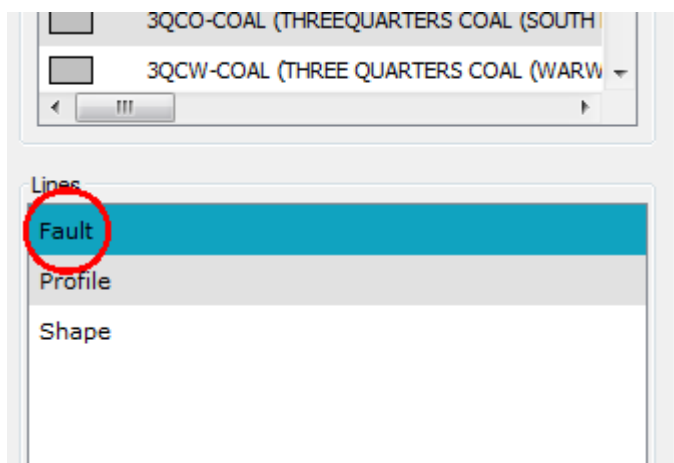 3QCO-COAL (THREEQUARTERS COAL (SOUTH
3QCW-COAL (THREE QUARTERS COAL (WARW
Lines
Fault
Profile
Shape